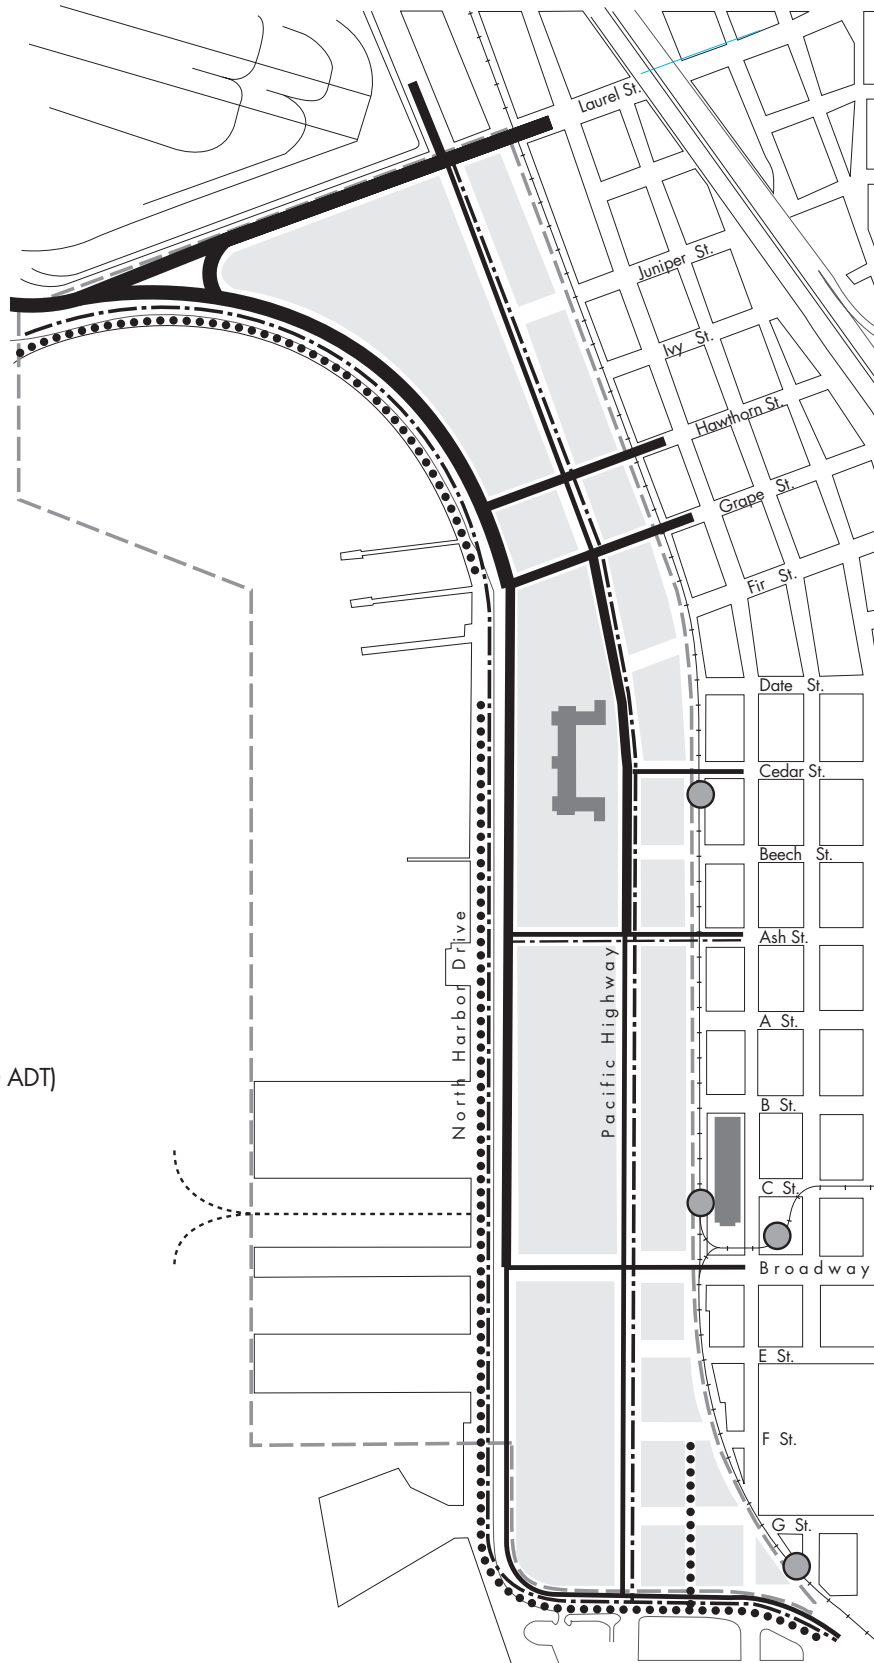 Laurel St.
Juniper St.
Ivy St.
Hawthorn St.
Grape St.
Fir St.
Date St.
Cedar St.
Beech St.
Ash St.
A St.
B St.
C St.
Broadway
E St.
F St.
G St.
North Harbor Drive
Pacific Highway
ADT)